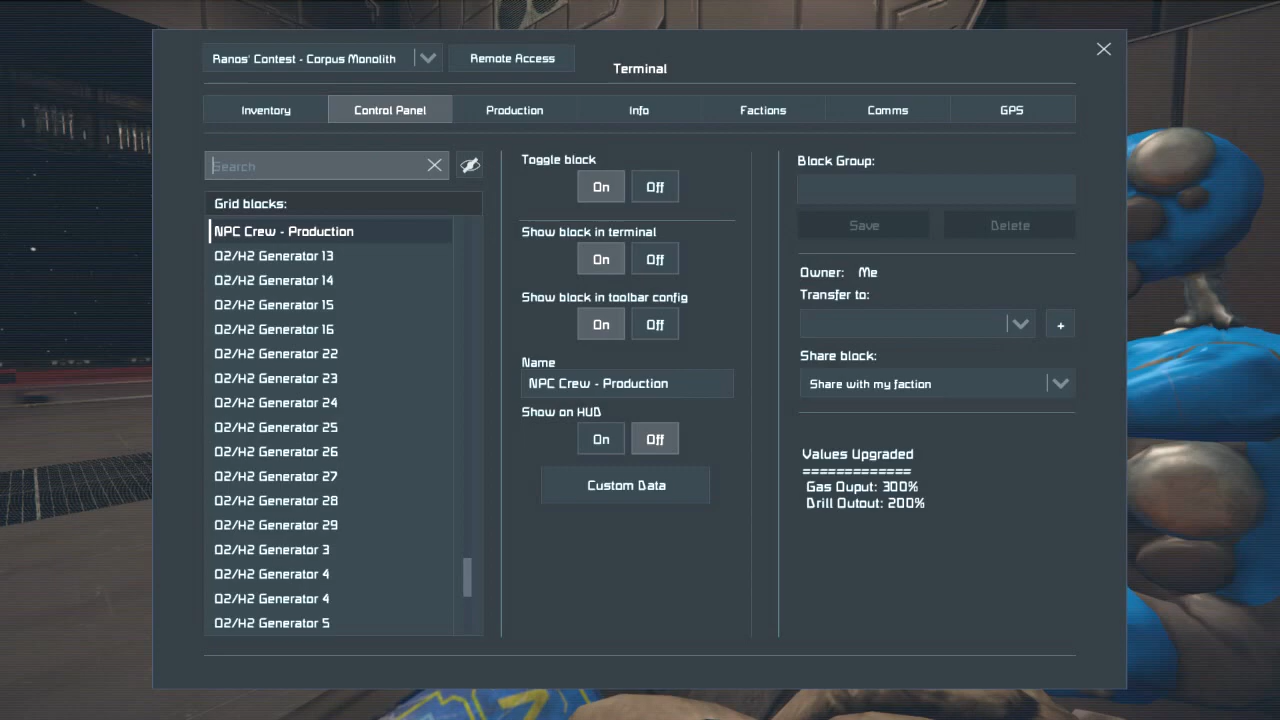 Ranos' Contest - Corpus Monolith
Remote Access
Terminal
Inventory
Control Panel
Production
Info
Factions
Comms
GPS
Search
Grid blocks:
NPC Crew - Production
O2/H2 Generator 13
O2/H2 Generator 14
O2/H2 Generator 15
O2/H2 Generator 16
O2/H2 Generator 22
O2/H2 Generator 23
O2/H2 Generator 24
O2/H2 Generator 25
O2/H2 Generator 26
O2/H2 Generator 27
O2/H2 Generator 28
O2/H2 Generator 29
O2/H2 Generator 3
O2/H2 Generator 4
O2/H2 Generator 4
O2/H2 Generator 5
Toggle block
On
Off
Show block in terminal
On
Off
Show block in toolbar config
On
Off
Name
NPC Crew - Production
Show on HUD
On
Off
Custom Data
Block Group:
Save
Delete
Owner: Me
Transfer to:
+
Share block:
Share with my faction
Values Upgraded
=============
Gas Ouput: 300%
Drill Outout: 200%